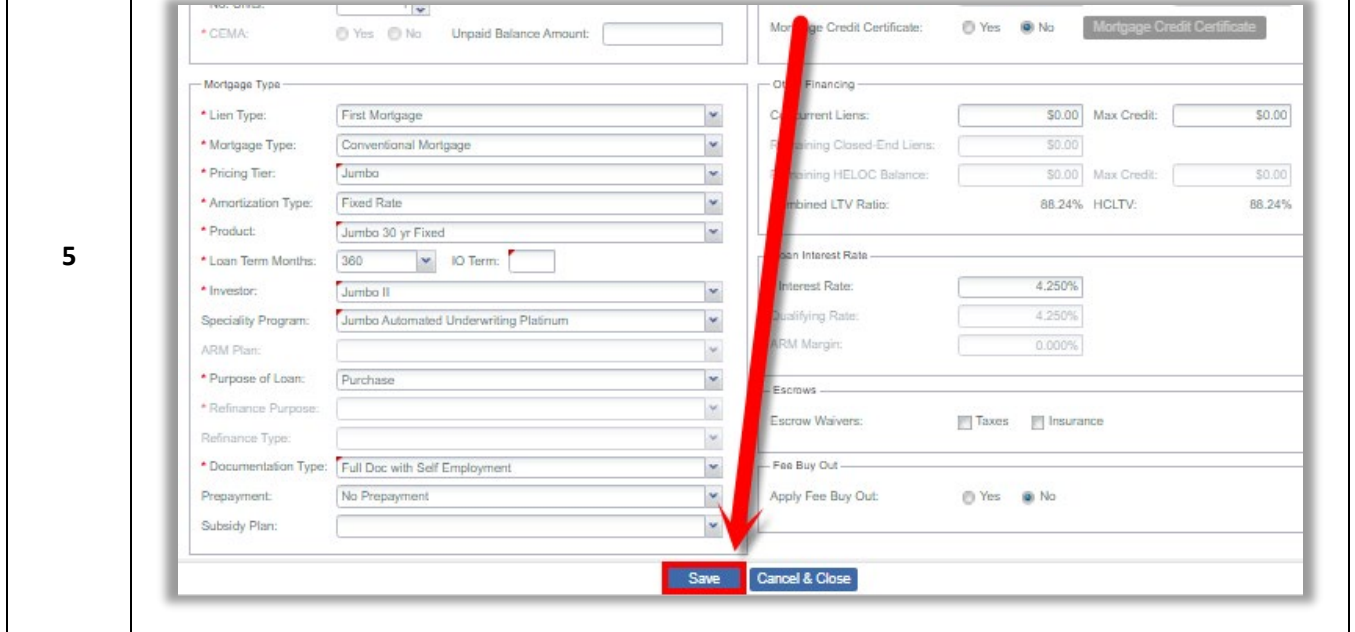 5
No. Units:
* CEMA: Yes No Unpaid Balance Amount:
Mortgage Type
* Lien Type: First Mortgage
* Mortgage Type: Conventional Mortgage
* Pricing Tier: Jumbo
* Amortization Type: Fixed Rate
* Product: Jumbo 30 yr Fixed
* Loan Term Months: 360 IO Term:
* Investor: Jumbo II
Speciality Program: Jumbo Automated Underwriting Platinum
ARM Plan:
* Purpose of Loan: Purchase
* Refinance Purpose:
Refinance Type:
* Documentation Type: Full Doc with Self Employment
Prepayment: No Prepayment
Subsidy Plan:
Credit Certificate: Yes No Mortgage Credit Certificate
Financing
Liens: $0.00 Max Credit: $0.00
Closed-End Liens: $0.00
HELOC Balance: $0.00 Max Credit: $0.00
LTV Ratio: 88.24% HCLTV: 88.24%
Interest Rate
Interest Rate: 4.250%
Qualifying Rate: 4.250%
ARM Margin: 0.000%
Escrows
Escrow Waivers: Taxes Insurance
Fee Buy Out
Apply Fee Buy Out: Yes No
Save Cancel & Close